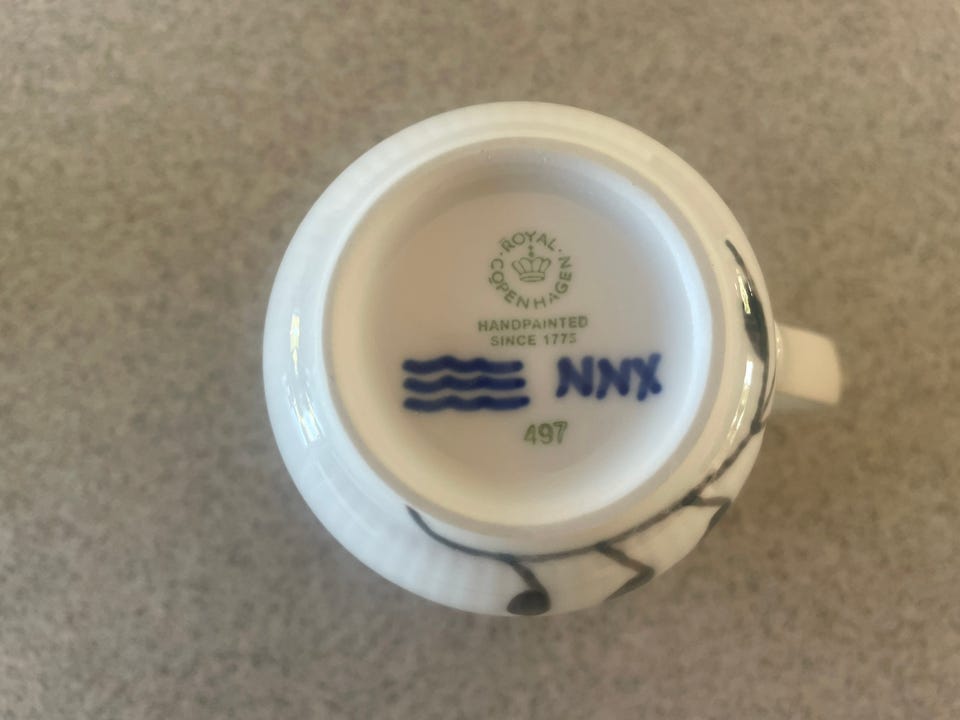 ROYAL COPENHAGEN
HANDPAINTED
SINCE 1775
NNX
497